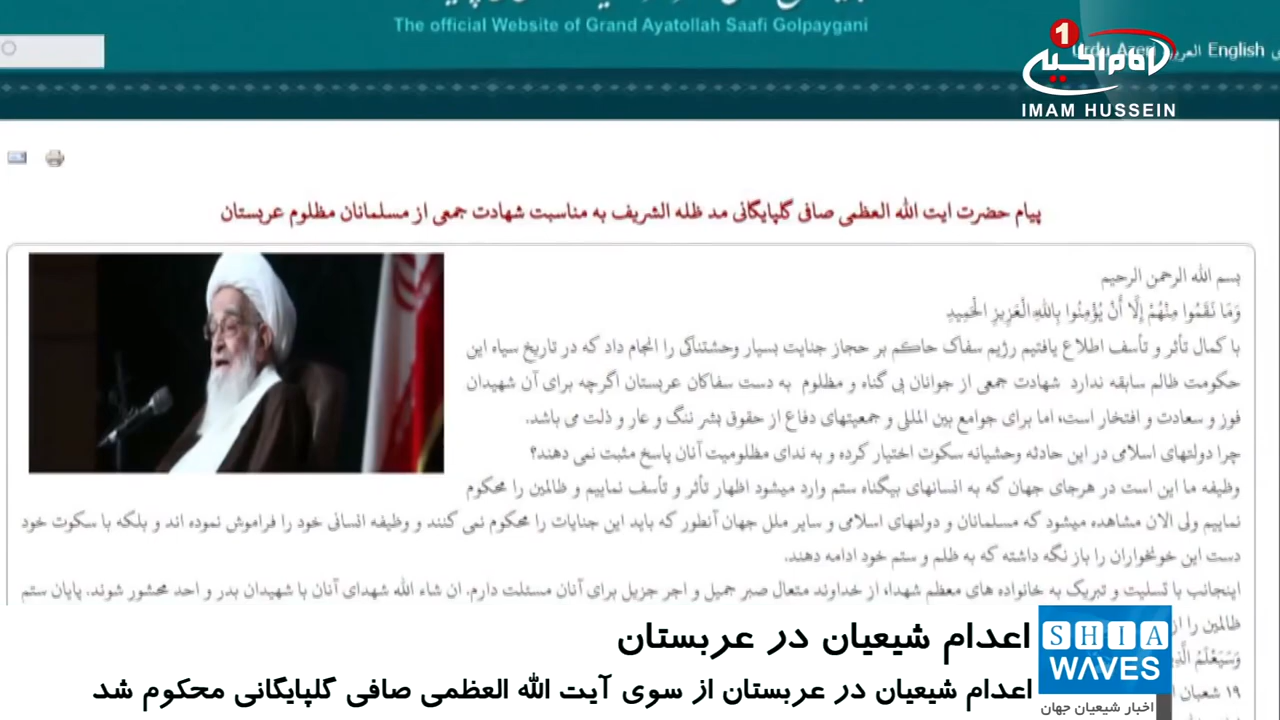 The official Website of Grand Ayatollah Saafi Golpaygani
English العربية Azeri Urdu
1
IMAM HUSSEIN
پیام حضرت ایت الله العظمی صافی گلپایگانی مد ظله الشریف به مناسبت شهادت جمعی از مسلمانان مظلوم عربستان
بسم الله الرحمن الرحیم
وَمَا نَقَمُوا مِنْهُمْ إِلَّا أَنْ يُؤْمِنُوا بِاللهِ الْعَزِيزِ الْحَمِيدِ
با کمال تأثر و تأسف اطلاع یافتیم رژیم سفاک حاکم بر حجاز جنایت بسیار وحشتناکی را انجام داد که در تاریخ سیاه این
حکومت ظالم سابقه ندارد شهادت جمعی از جوانان بی گناه و مظلوم به دست سفاکان عربستان اگرچه برای آن شهیدان
فوز و سعادت و افتخار است، اما برای جوامع بین المللی و جمعیتهای دفاع از حقوق بشر ننگ و عار و ذلت می باشد.
چرا دولتهای اسلامی در این حادثه وحشیانه سکوت اختیار کرده و به ندای مظلومیت آنان پاسخ مثبت نمی دهند؟
وظیفه ما این است در هرجای جهان که به انسانهای بیگناه ستم وارد میشود اظهار تأثر و تأسف نماییم و ظالمین را محکوم
نماییم ولی الان مشاهده میشود که مسلمانان و دولتهای اسلامی و سایر ملل جهان آنطور که باید این جنایات را محکوم نمی کنند و وظیفه انسانی خود را فراموش نموده اند و بلکه با سکوت خود
دست این خونخواران را باز نگه داشته که به ظلم و ستم خود ادامه دهند.
اینجانب با تسلیت و تبریک به خانواده های معظم شهدا، از خداوند متعال صبر جمیل و اجر جزیل برای آنان مسئلت دارم. ان شاء الله شهدای آنان با شهیدان بدر و احد محشور شوند. پایان ستم
ظالمین را از
۱۹ شعبان
اعدام شیعیان در عربستان
SHIA
WAVES
اعدام شیعیان در عربستان از سوی آیت الله العظمی صافی گلپایگانی محکوم شد
اخبار شیعیان جهان